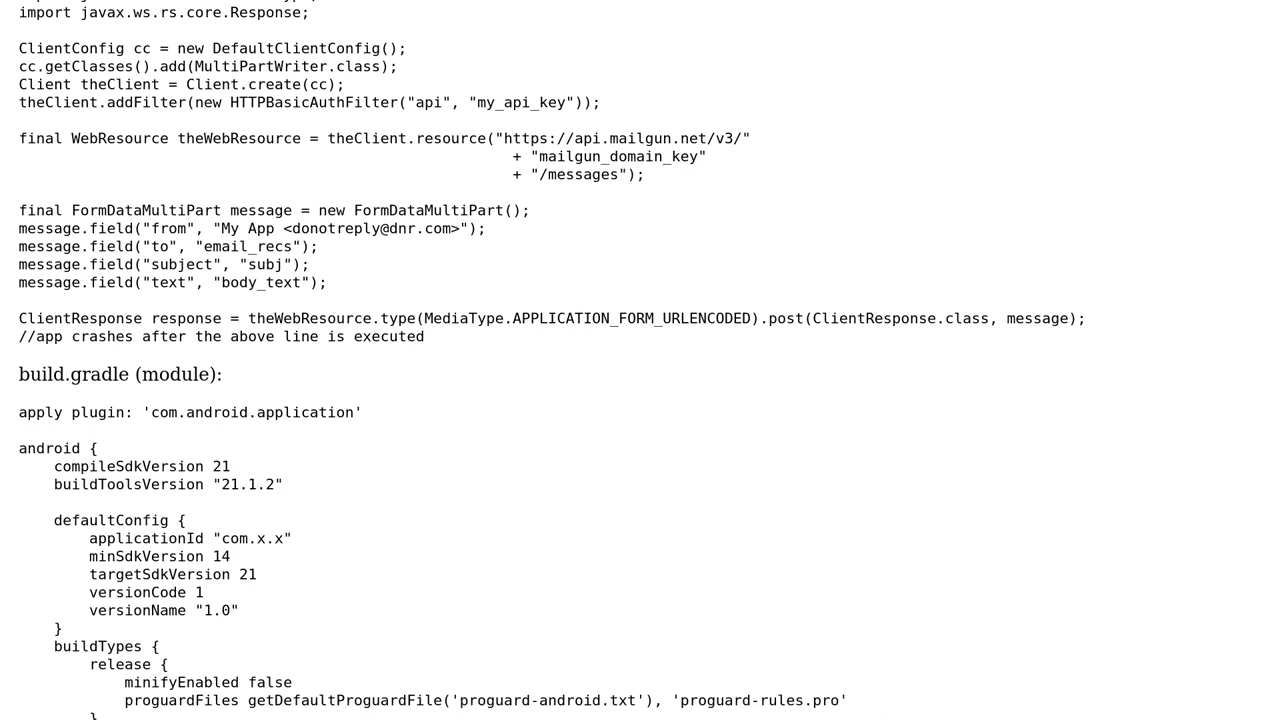 import javax.ws.rs.core.Response;
ClientConfig cc = new DefaultClientConfig();
cc.getClasses().add(MultiPartWriter.class);
Client theClient = Client.create(cc);
theClient.addFilter(new HTTPBasicAuthFilter("api", "my_api_key"));
final WebResource theWebResource = theClient.resource("https://api.mailgun.net/v3/"
+ "mailgun_domain_key"
+ "/messages");
final FormDataMultiPart message = new FormDataMultiPart();
message.field("from", "My App <donotreply@dnr.com>");
message.field("to", "email_recs");
message.field("subject", "subj");
message.field("text", "body_text");
ClientResponse response = theWebResource.type(MediaType.APPLICATION_FORM_URLENCODED).post(ClientResponse.class, message);
//app crashes after the above line is executed
build.gradle (module):
apply plugin: 'com.android.application'
android {
    compileSdkVersion 21
    buildToolsVersion "21.1.2"
    defaultConfig {
        applicationId "com.x.x"
        minSdkVersion 14
        targetSdkVersion 21
        versionCode 1
        versionName "1.0"
    }
    buildTypes {
        release {
            minifyEnabled false
            proguardFiles getDefaultProguardFile('proguard-android.txt'), 'proguard-rules.pro'
        }